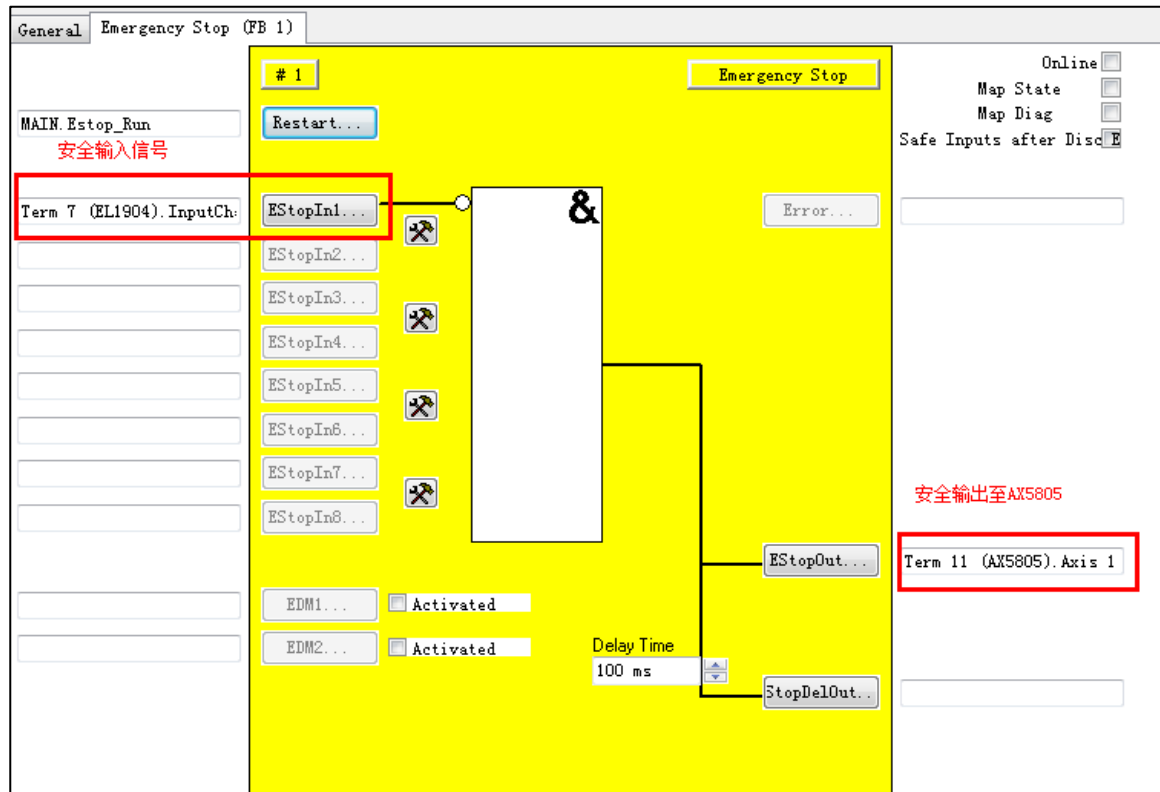 General
Emergency Stop (FB 1)
# 1
Emergency Stop
Online
Map State
Map Diag
Safe Inputs after Disc E
MAIN.Estop_Run
Restart...
安全输入信号
Term 7 (EL1904).InputCh:
EStopIn1...
&
Error...
EStopIn2...
EStopIn3...
EStopIn4...
EStopIn5...
EStopIn6...
EStopIn7...
EStopIn8...
安全输出至AX5805
EStopOut...
Term 11 (AX5805).Axis 1
EDM1...
Activated
EDM2...
Activated
Delay Time
100 ms
StopDelOut..